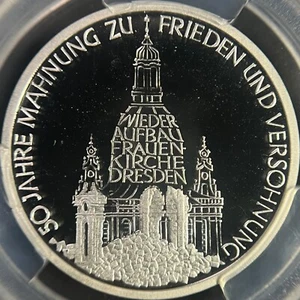 50 JAHRE MAHNUNG ZU FRIEDEN UND VERSÖHNUNG
WIEDER
AUFBAU
FRAUEN
KIRCHE
DRESDEN